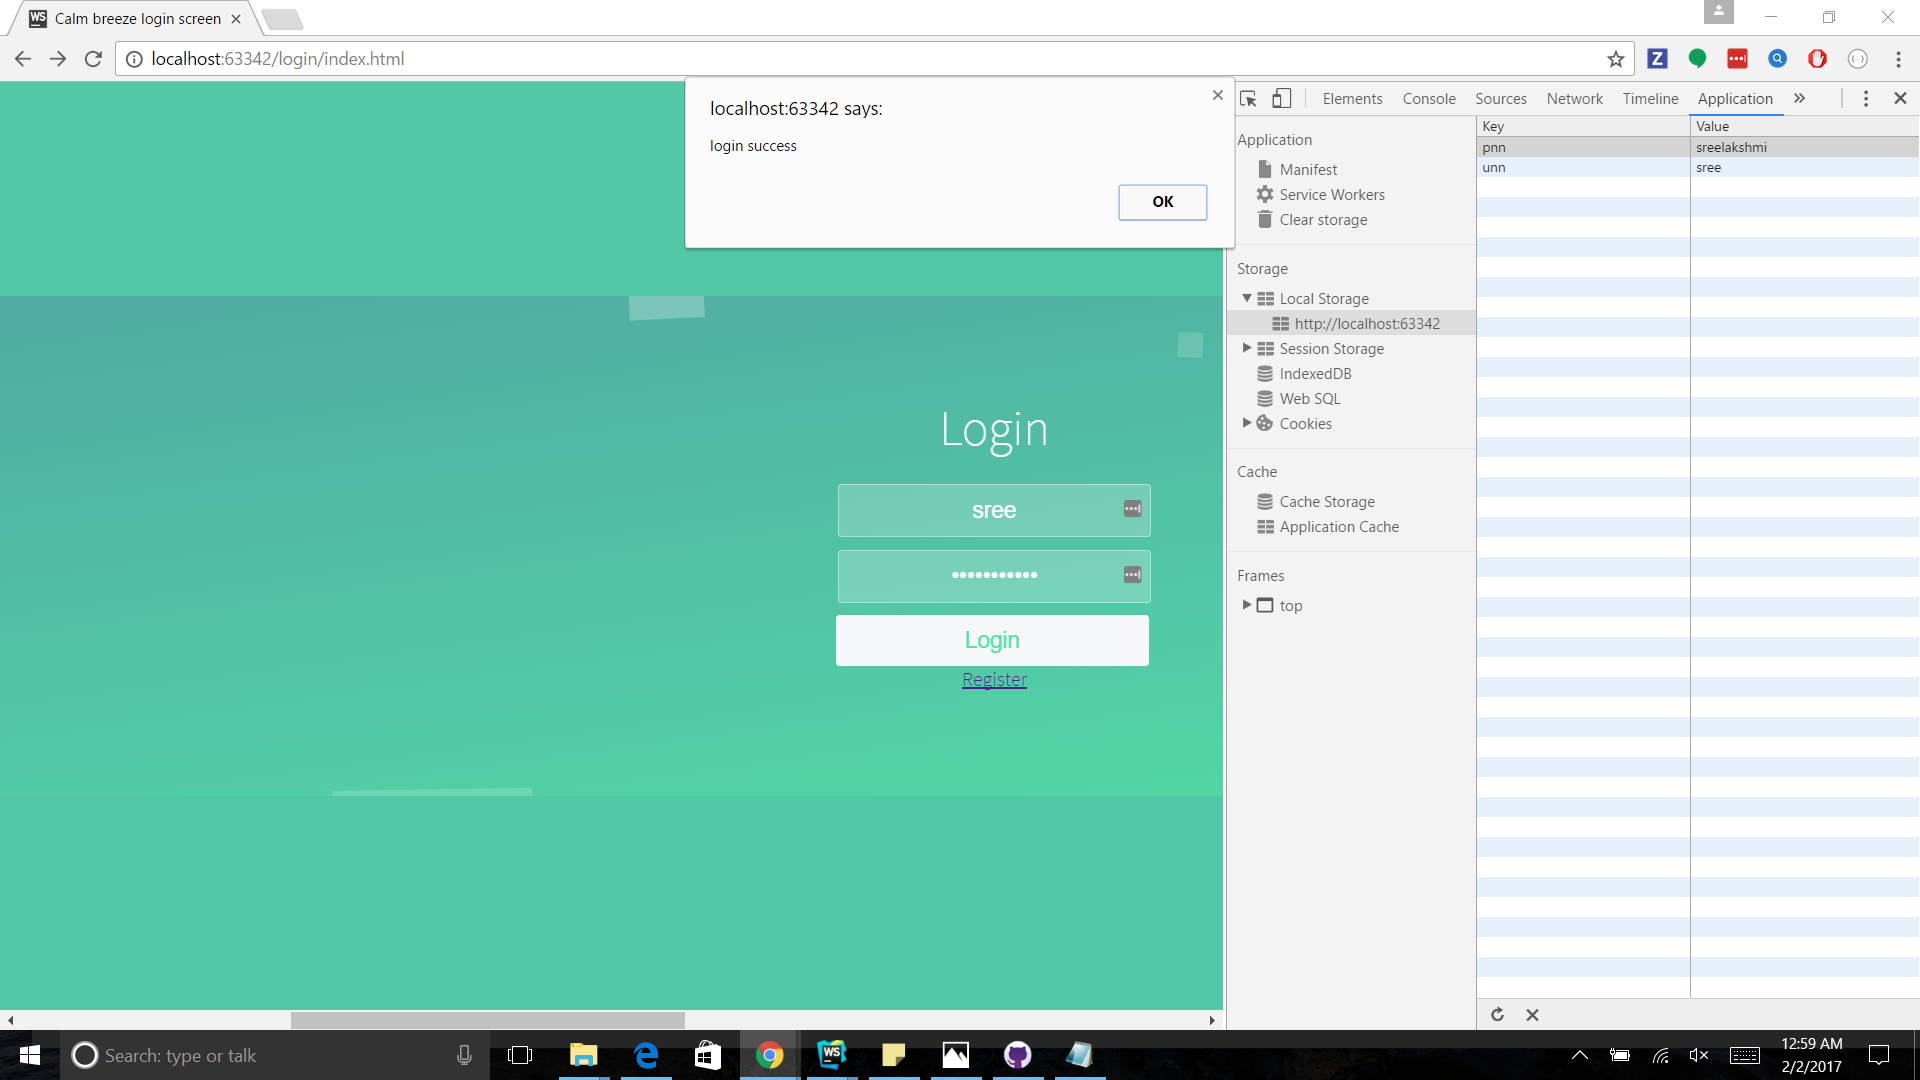 WS Calm breeze login screen
localhost:63342/login/index.html
Z
localhost:63342 says:
login success
OK
Login
sree
•••••••••••
Login
Register
Elements Console Sources Network Timeline Application »
Application
Manifest
Service Workers
Clear storage
Storage
Local Storage
http://localhost:63342
Session Storage
IndexedDB
Web SQL
Cookies
Cache
Cache Storage
Application Cache
Frames
top
Key Value
pnn sreelakshmi
unn sree
Search: type or talk
WS
12:59 AM
2/2/2017